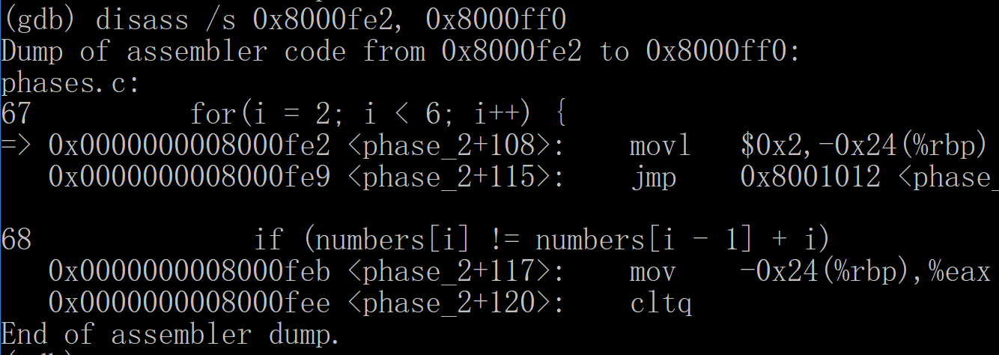 (gdb) disass /s 0x8000fe2, 0x8000ff0
Dump of assembler code from 0x8000fe2 to 0x8000ff0:
phases.c:
67          for(i = 2; i < 6; i++) {
=> 0x0000000008000fe2 <phase_2+108>:    movl   $0x2,-0x24(%rbp)
   0x0000000008000fe9 <phase_2+115>:    jmp    0x8001012 <phase_
68              if (numbers[i] != numbers[i - 1] + i)
   0x0000000008000feb <phase_2+117>:    mov    -0x24(%rbp),%eax
   0x0000000008000fee <phase_2+120>:    cltq
End of assembler dump.